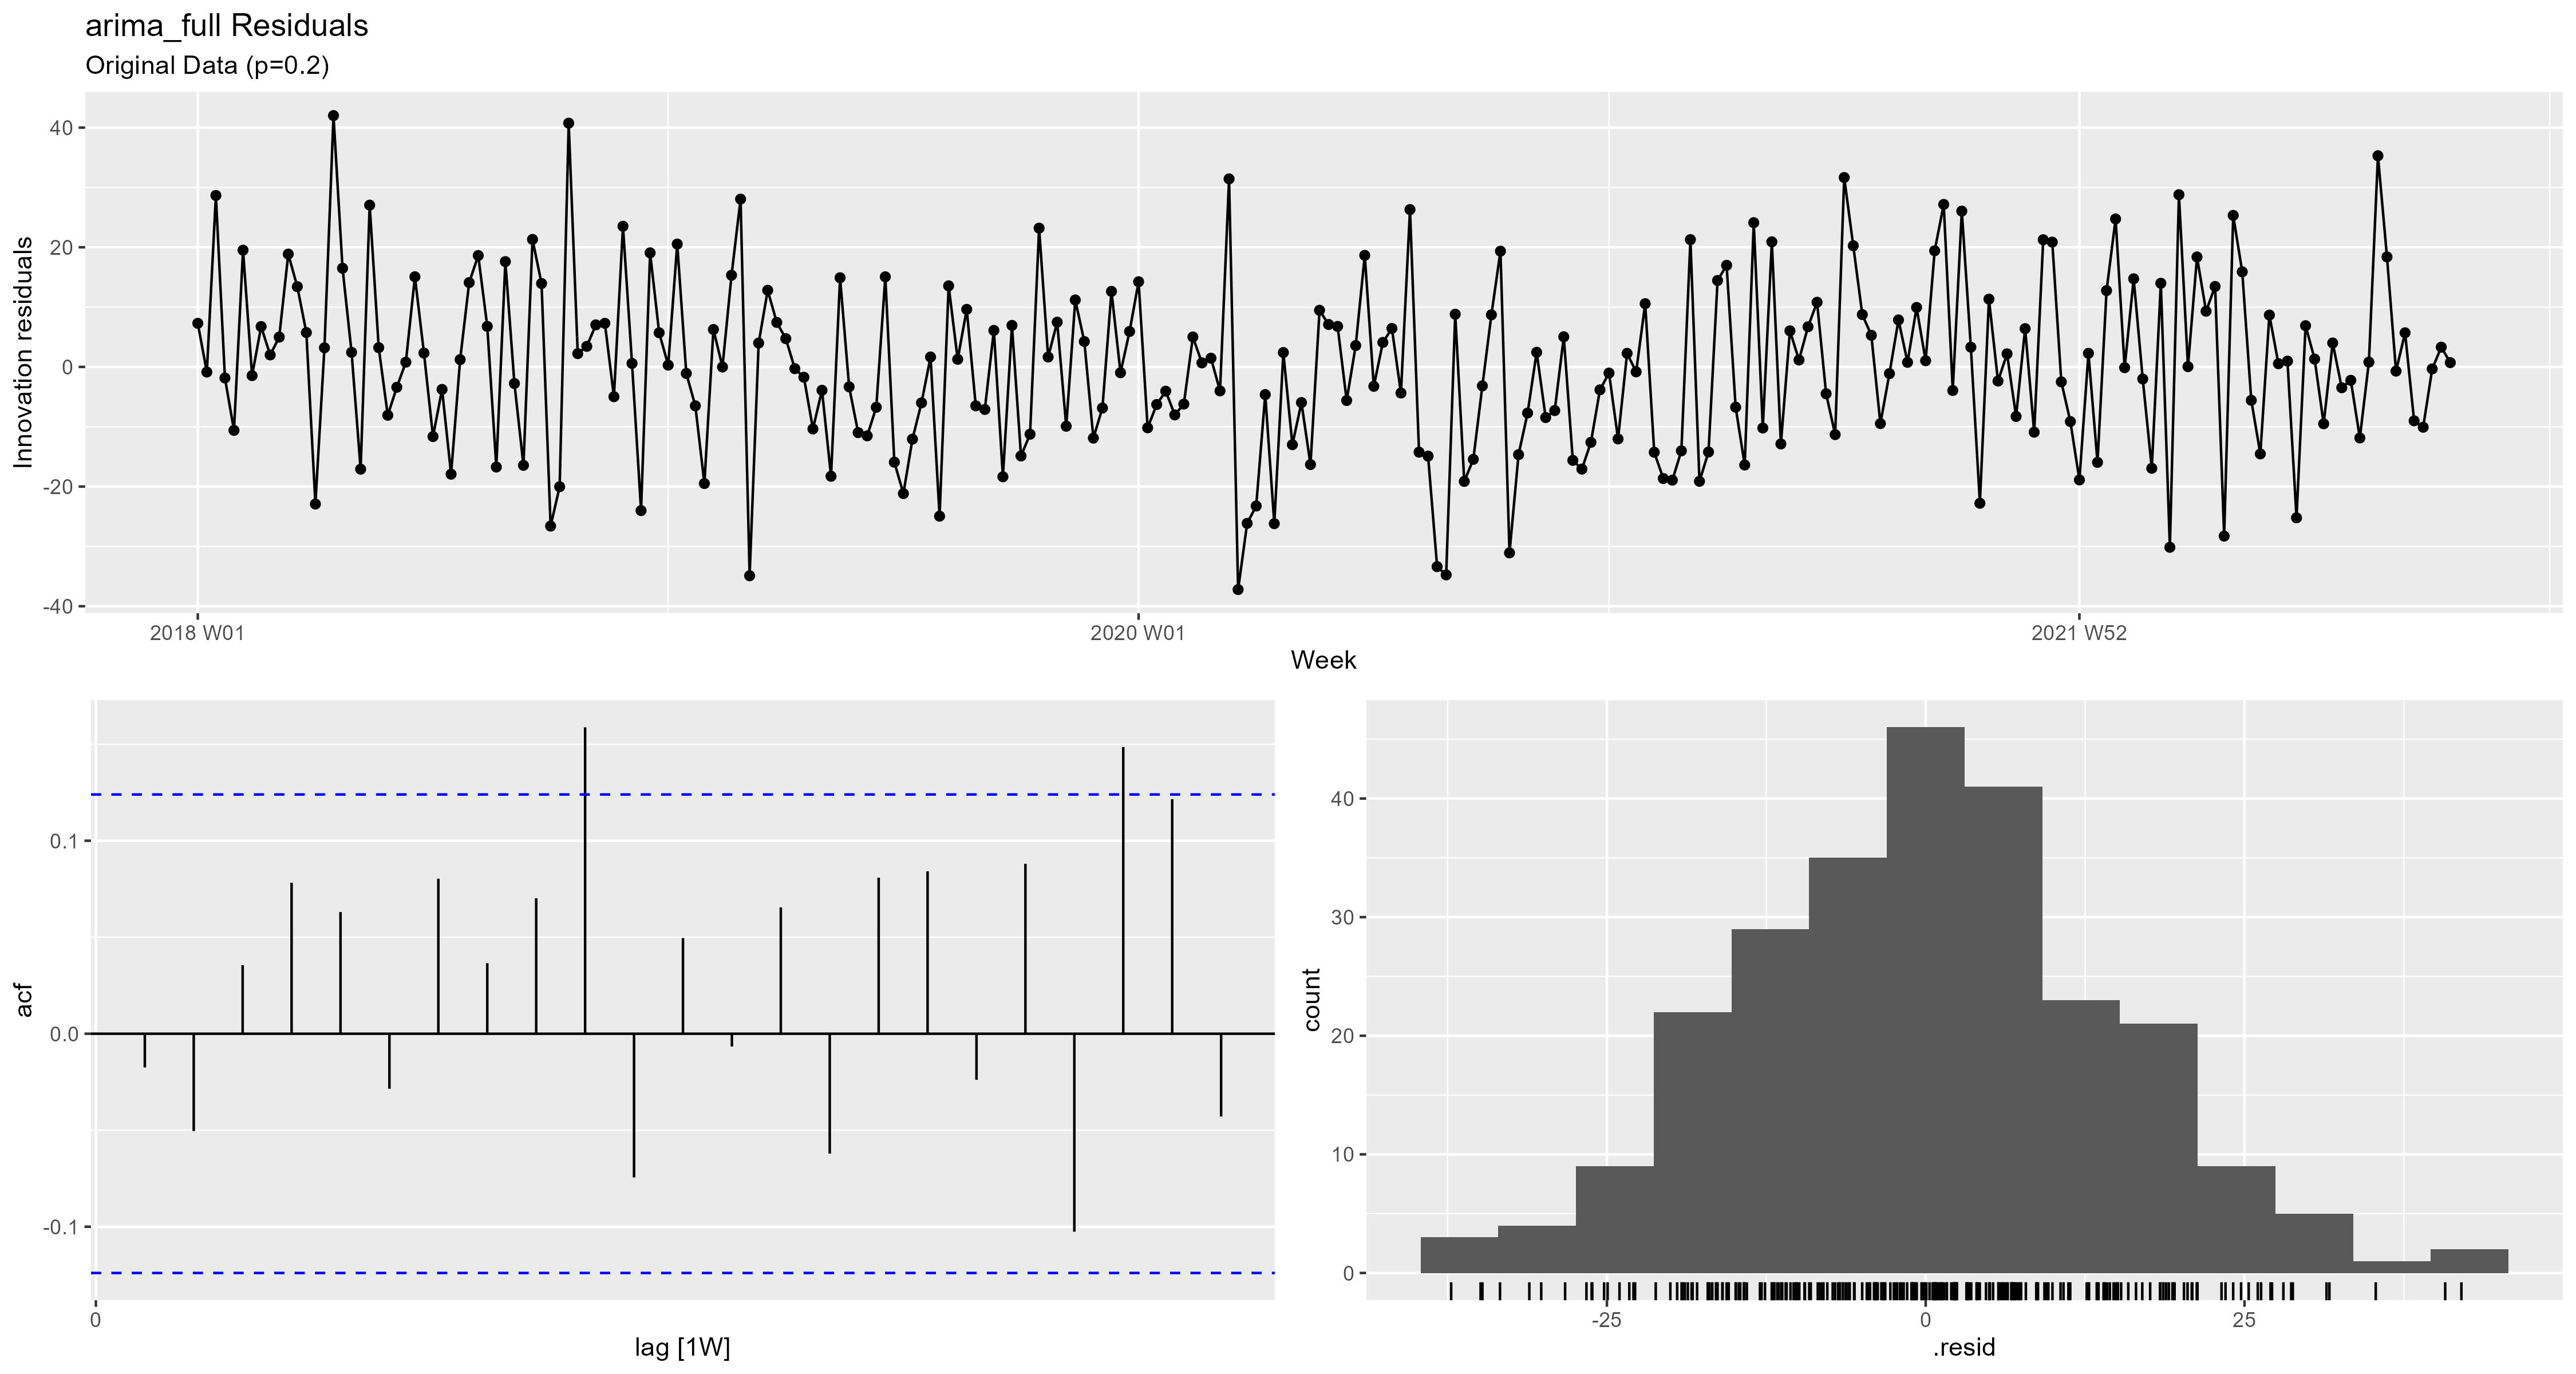 arima_full Residuals
Original Data (p=0.2)
Innovation residuals
40
20
0
-20
-40
2018 W01
2020 W01
2021 W52
Week
acf
0.1
0.0
-0.1
0
lag [1W]
count
40
30
20
10
0
-25
0
25
.resid